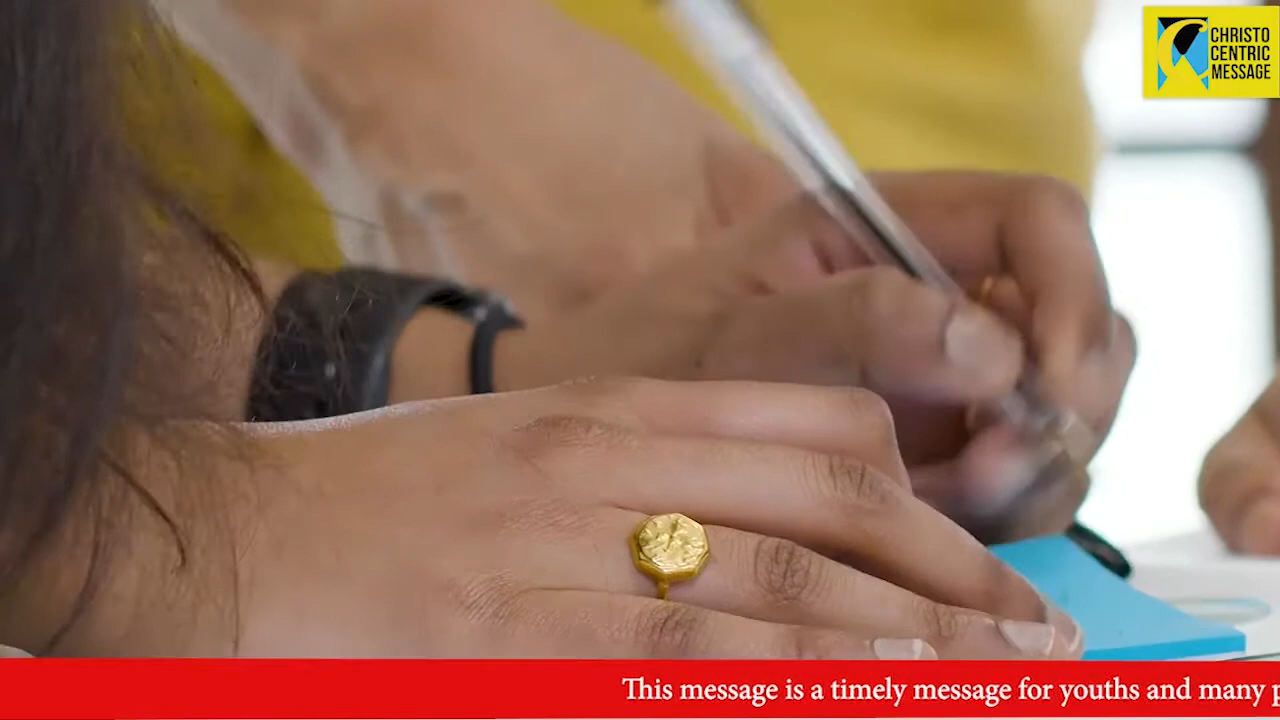 CHRISTO
CENTRIC
MESSAGE
This message is a timely message for youths and many